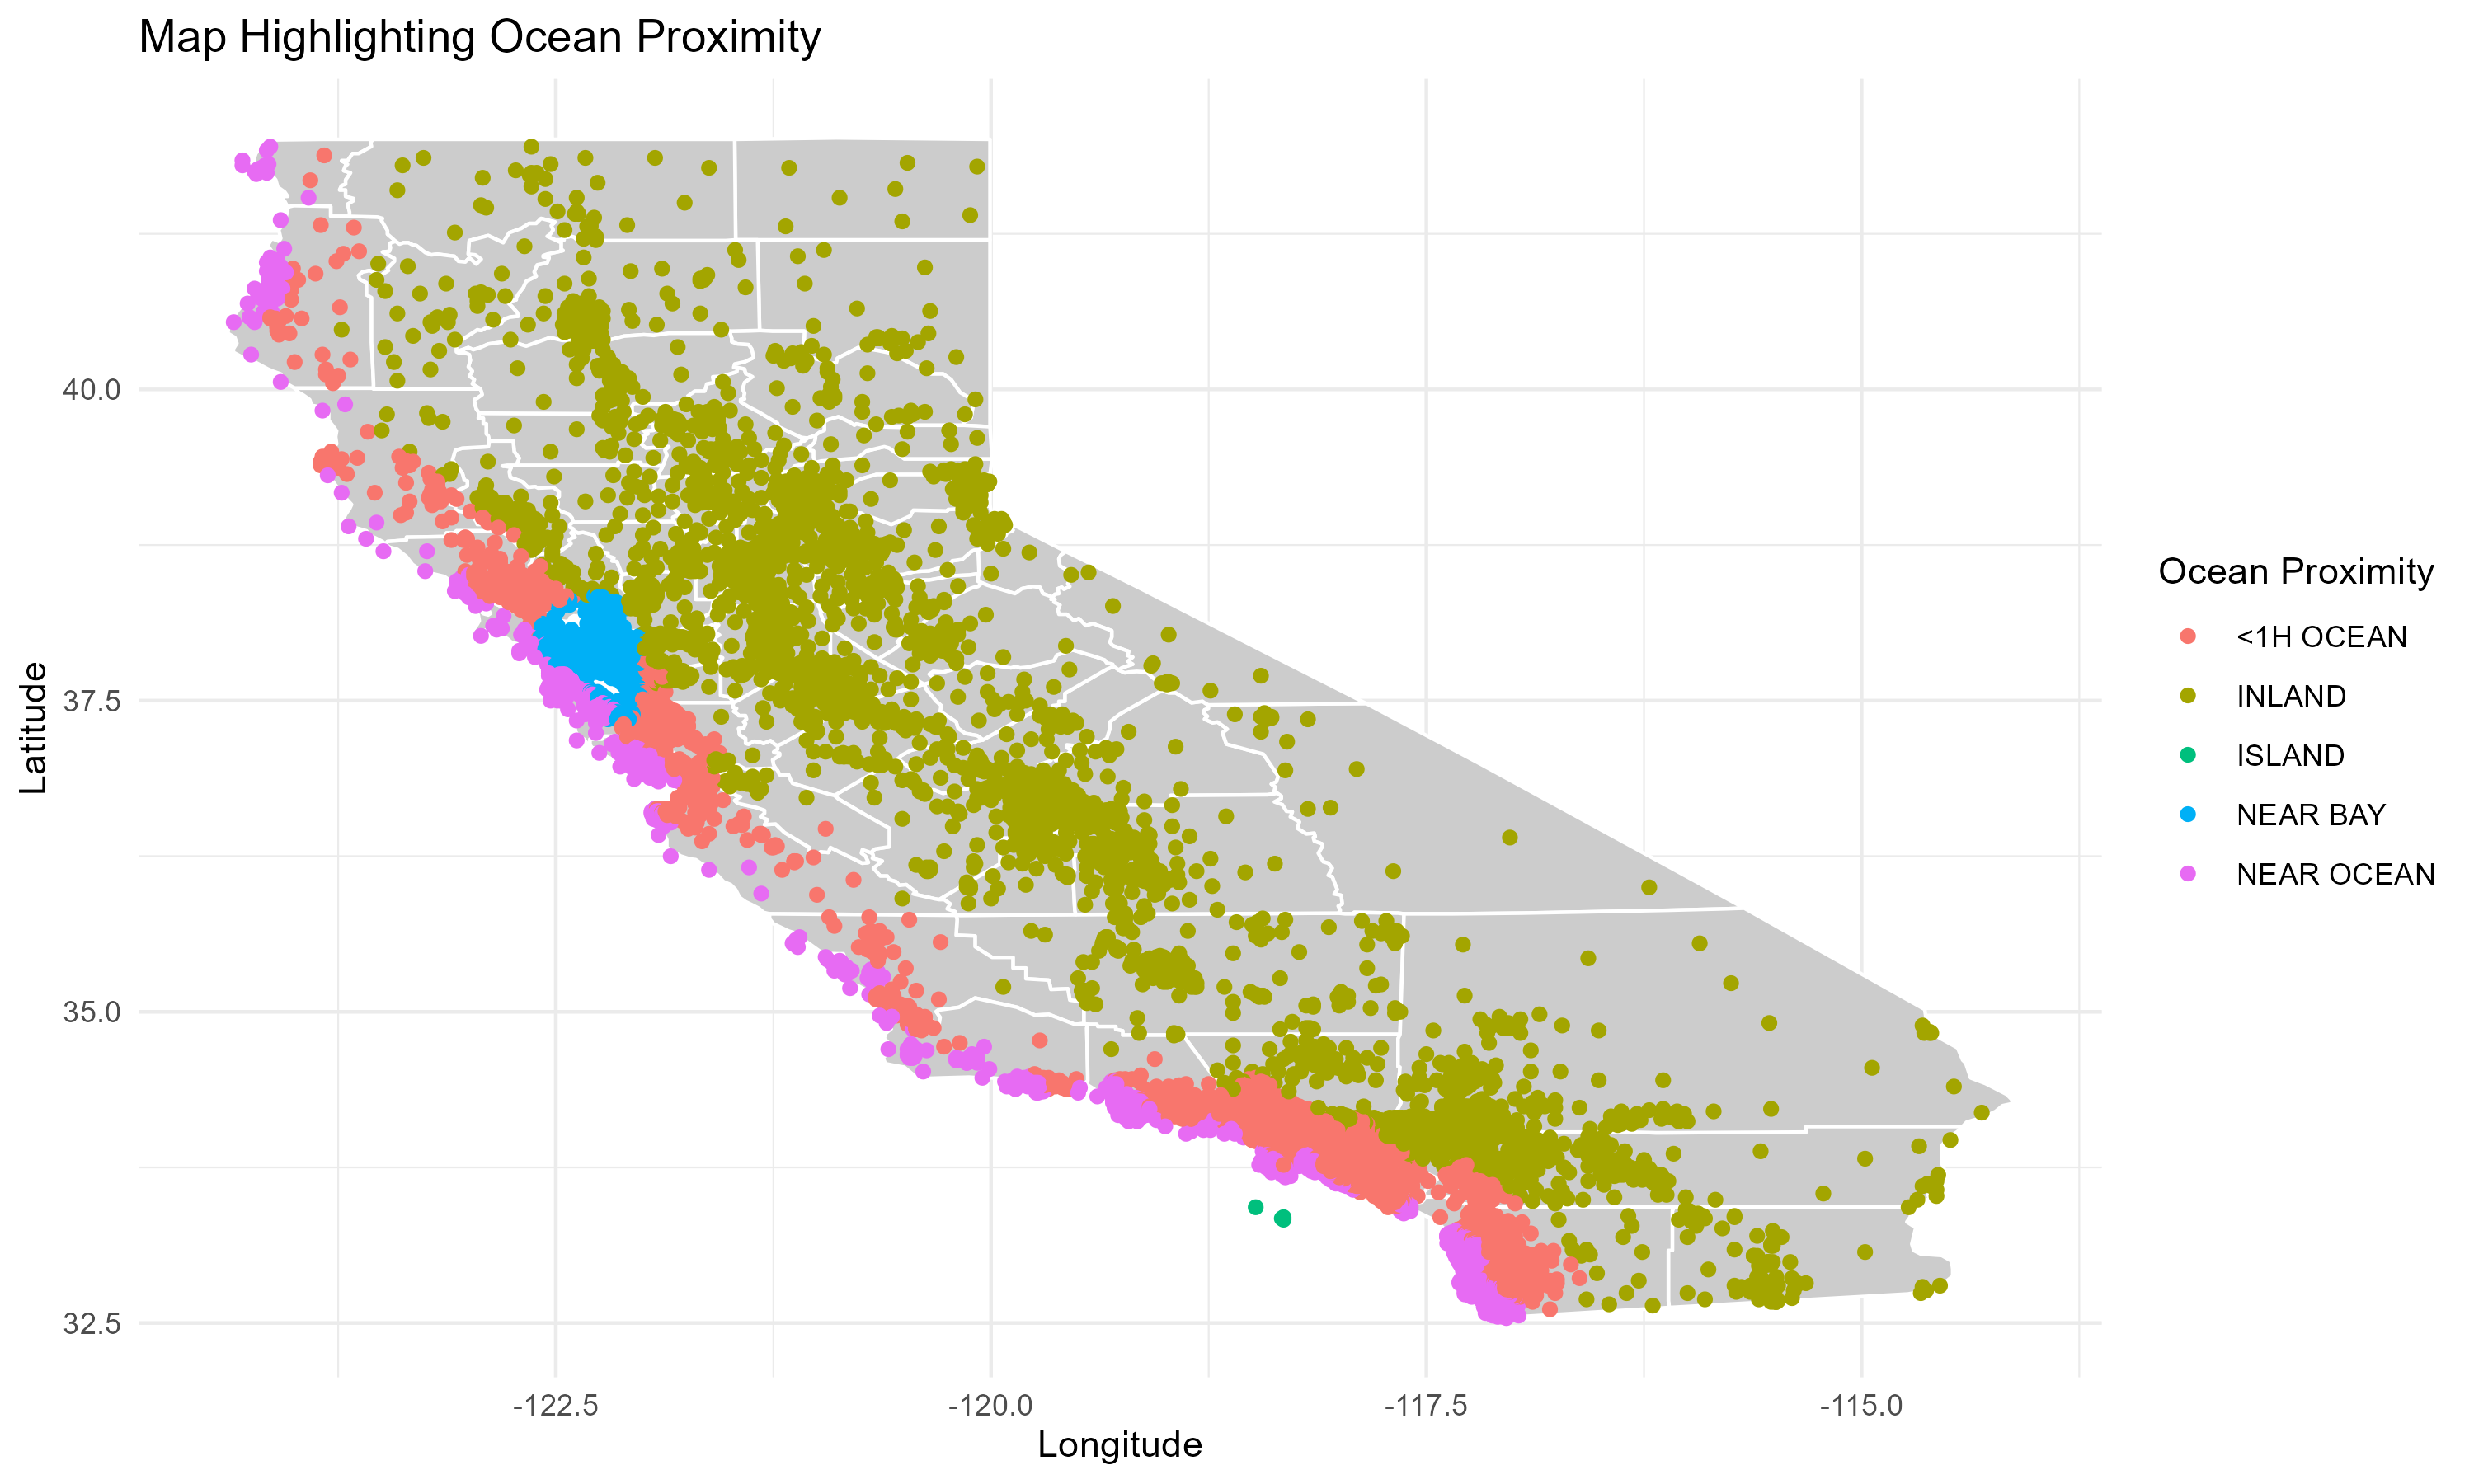 Map Highlighting Ocean Proximity
Latitude
40.0
37.5
35.0
32.5
-122.5
-120.0
-117.5
-115.0
Longitude
Ocean Proximity
<1H OCEAN
INLAND
ISLAND
NEAR BAY
NEAR OCEAN